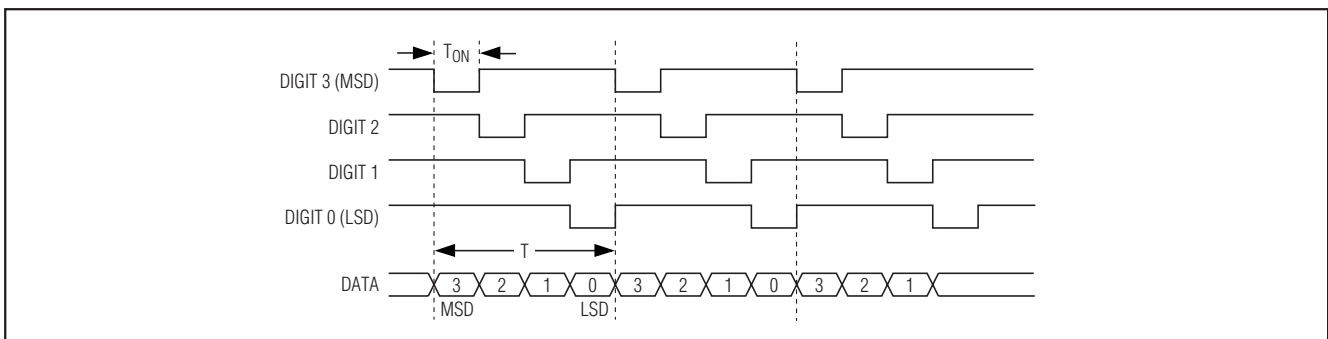 TON
DIGIT 3 (MSD)
DIGIT 2
DIGIT 1
DIGIT 0 (LSD)
T
DATA 3 2 1 0 3 2 1 0 3 2 1
MSD LSD